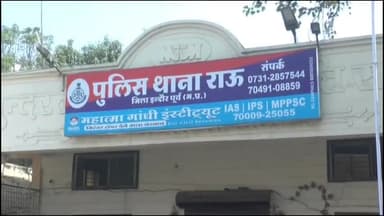 पुलिस थाना राऊ
जिला इन्दौर पूर्व (म.प्र.)
संपर्क
0731-2857544
70491-08859
महात्मा गांधी इंस्टीट्यूट
IAS | IPS | MPPSC
70009-25055